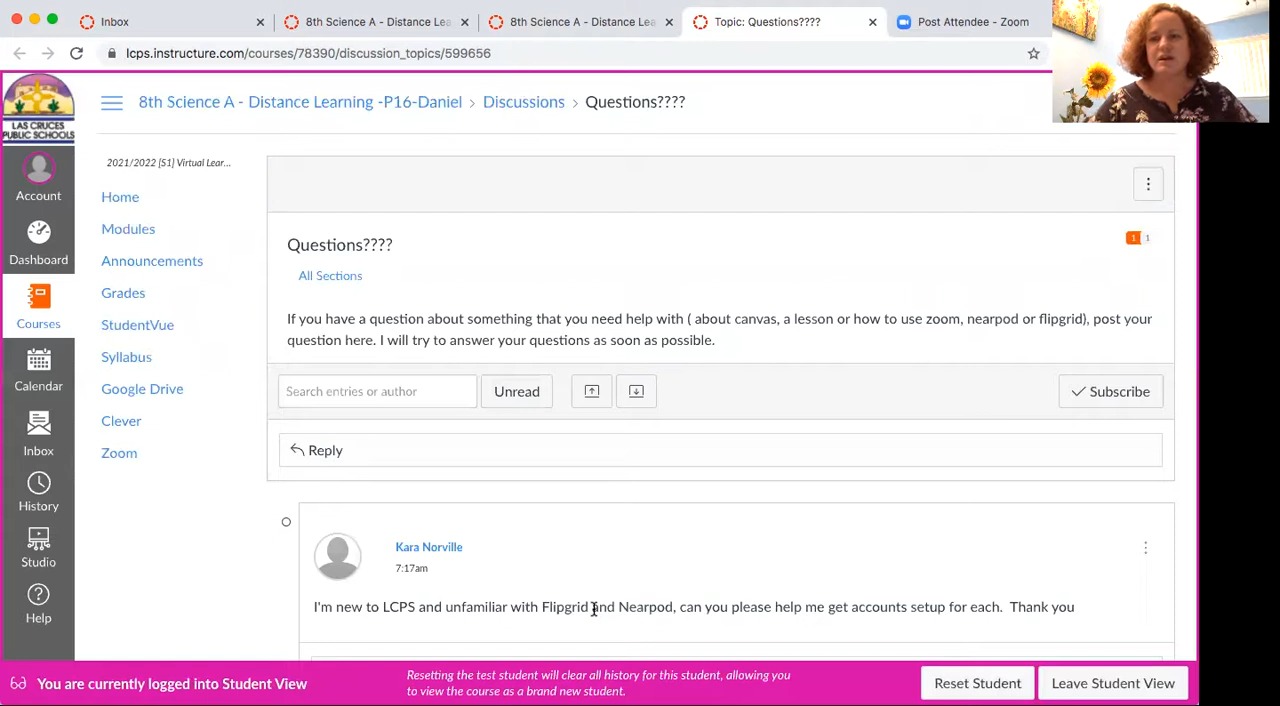 Inbox
8th Science A - Distance Lea
8th Science A - Distance Lea
Topic: Questions????
Post Attendee - Zoom
lcps.instructure.com/courses/78390/discussion_topics/599656
LAS CRUCES
PUBLIC SCHOOLS
8th Science A - Distance Learning -P16-Daniel > Discussions > Questions????
2021/2022 [S1] Virtual Lear...
Home
Modules
Announcements
Grades
StudentVue
Syllabus
Google Drive
Clever
Zoom
Account
Dashboard
Courses
Calendar
Inbox
History
Studio
Help
Questions????
1 1
All Sections
If you have a question about something that you need help with ( about canvas, a lesson or how to use zoom, nearpod or flipgrid), post your
question here. I will try to answer your questions as soon as possible.
Search entries or author
Unread
Subscribe
Reply
Kara Norville
7:17am
I'm new to LCPS and unfamiliar with Flipgrid and Nearpod, can you please help me get accounts setup for each.  Thank you
You are currently logged into Student View
Resetting the test student will clear all history for this student, allowing you
to view the course as a brand new student.
Reset Student
Leave Student View